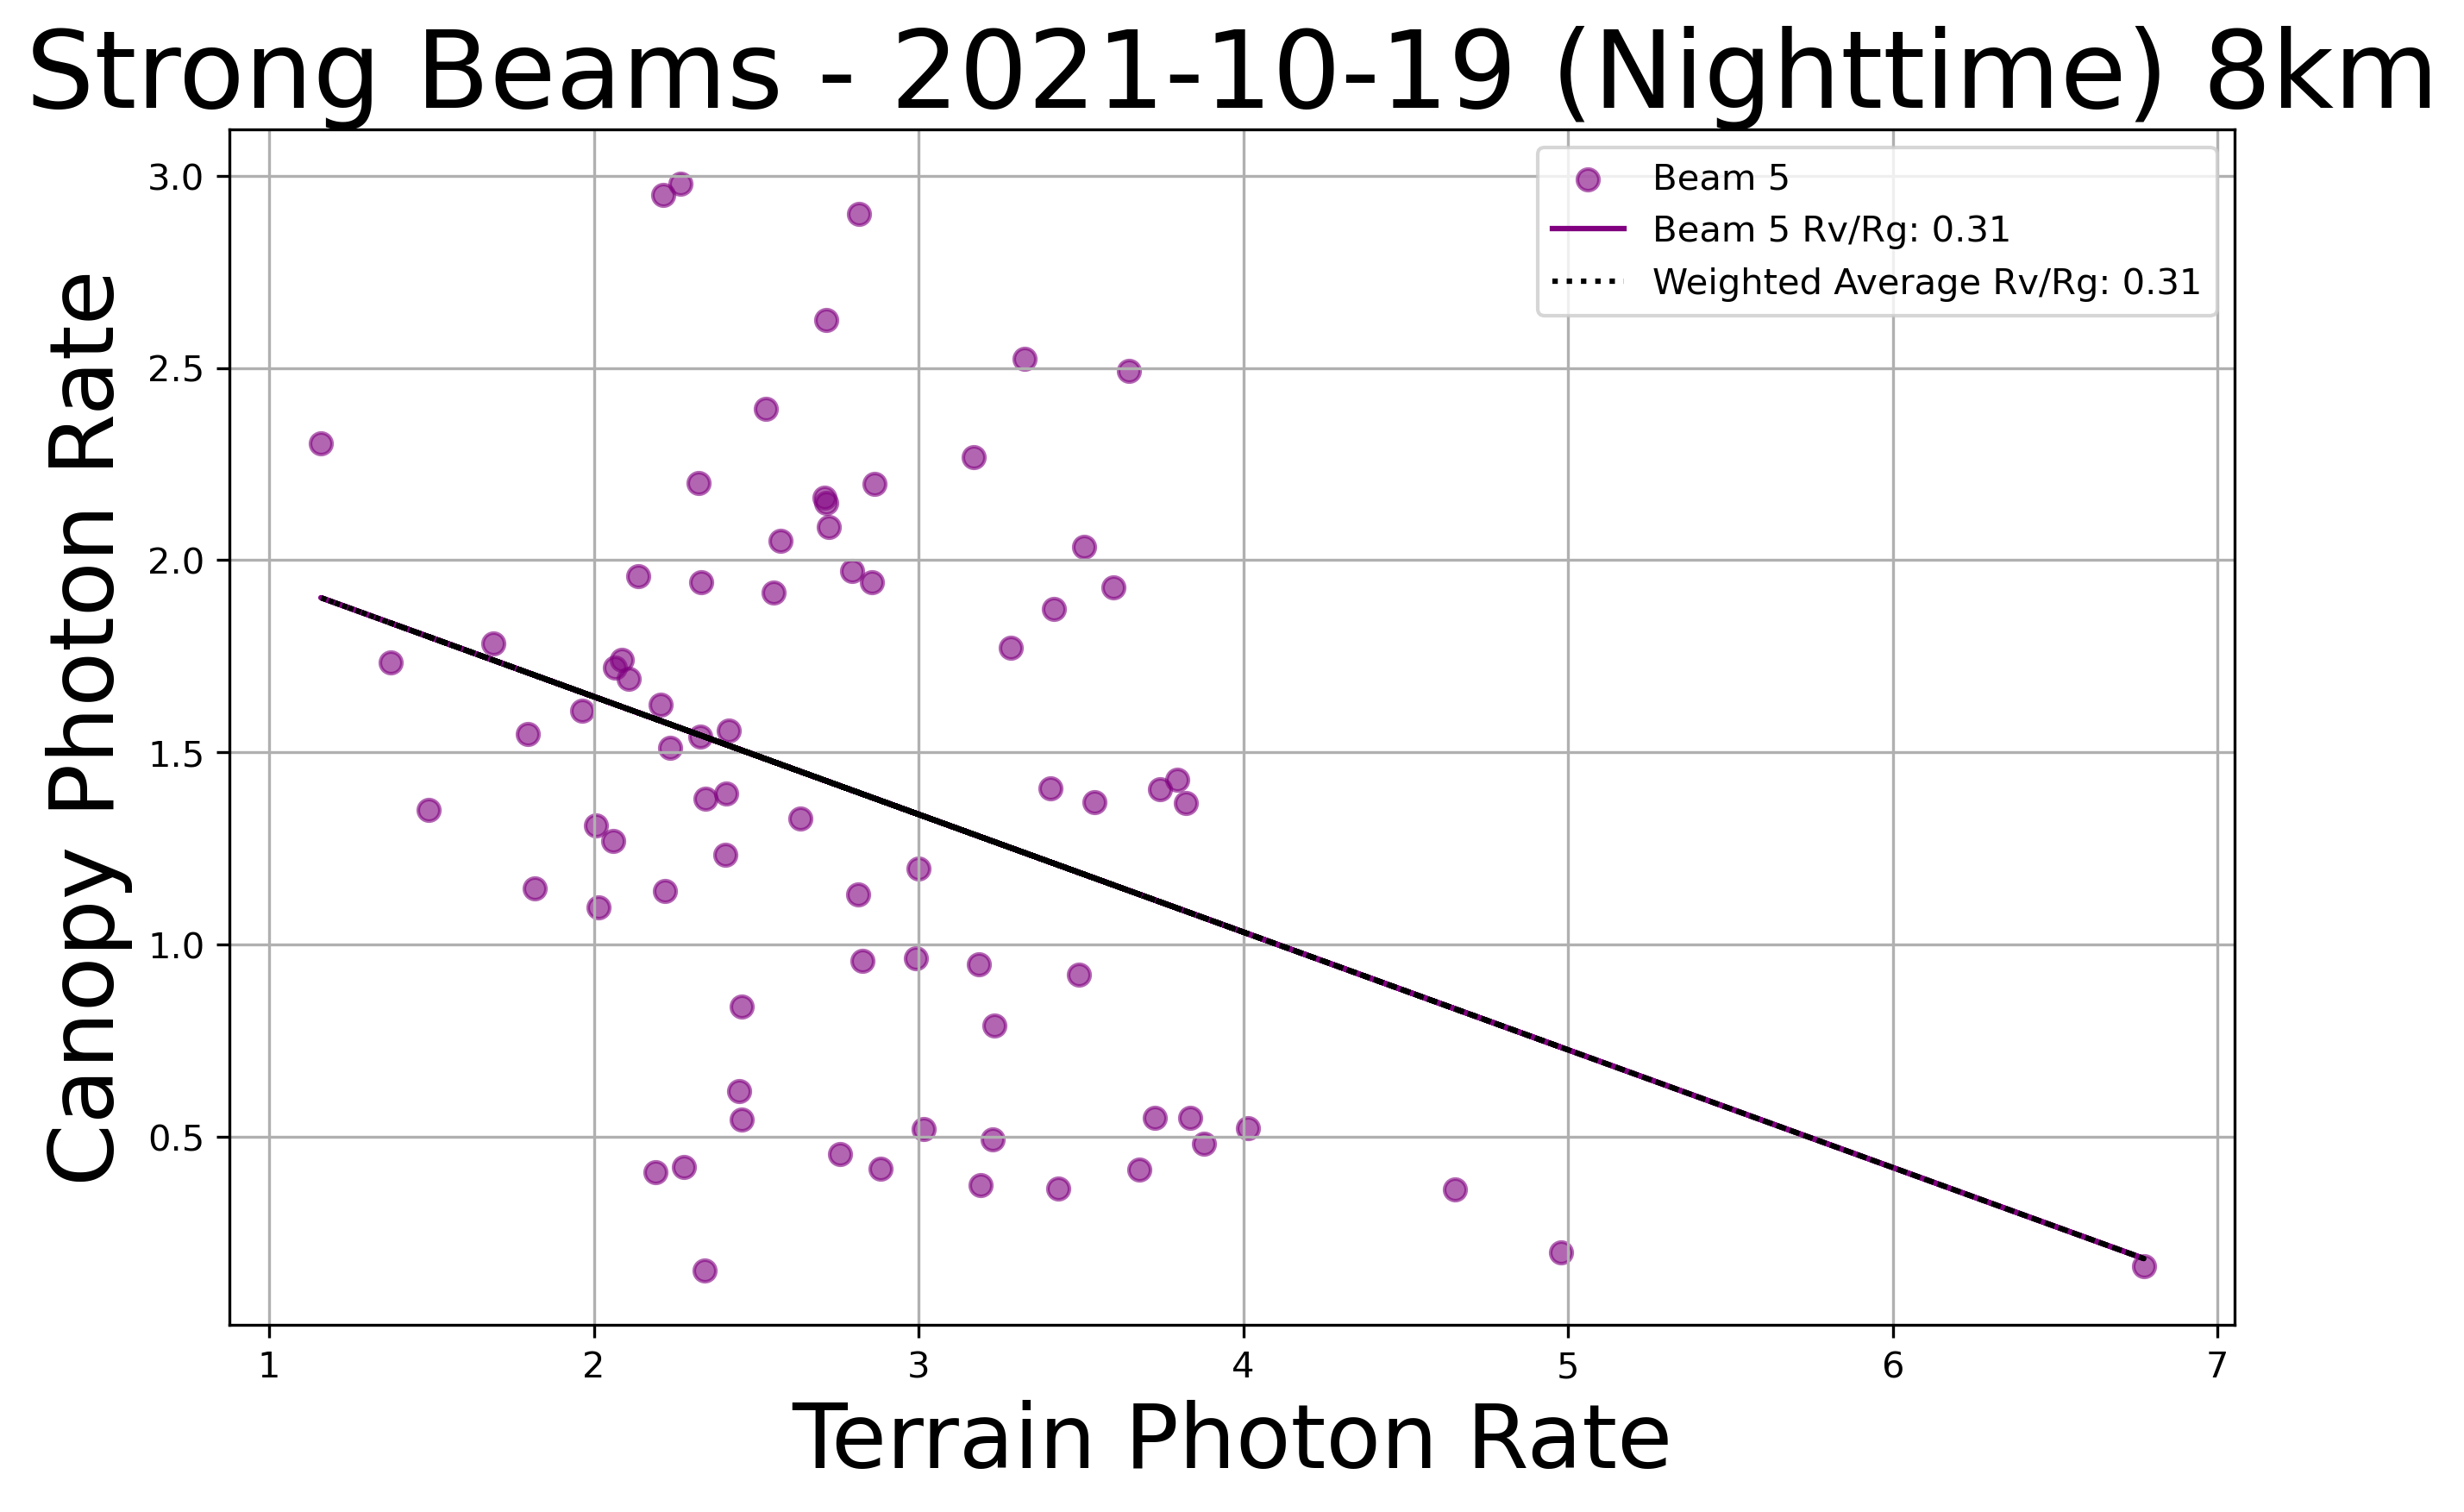 Strong Beams - 2021-10-19 (Nighttime) 8km
Beam 5
Beam 5 Rv/Rg: 0.31
Weighted Average Rv/Rg: 0.31
Canopy Photon Rate
3.0
2.5
2.0
1.5
1.0
0.5
1 2 3 4 5 6 7
Terrain Photon Rate